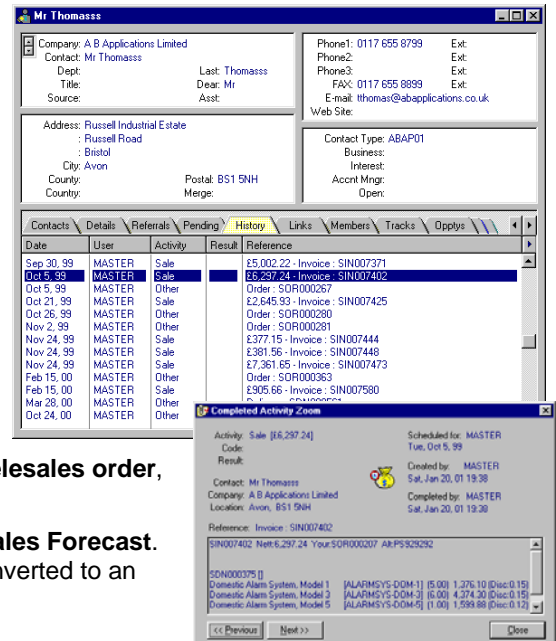 Mr Thomasss
Company: A B Applications Limited
Contact: Mr Thomasss
Dept: Last: Thomasss
Title: Dear: Mr
Source: Asst:
Phone1: 0117 655 8799 Ext:
Phone2: Ext:
Phone3: Ext:
FAX: 0117 655 8899 Ext:
E-mail: tthomas@abapplications.co.uk
Web Site:
Address: Russell Industrial Estate
: Russell Road
: Bristol
City: Avon
County: Postal: BS1 5NH
Country: Merge:
Contact Type: ABAP01
Business:
Interest:
Accnt Mngr:
Open:
Contacts Details Referrals Pending History Links Members Tracks Opptys
Date User Activity Result Reference
Sep 30, 99 MASTER Sale £5,002.22 - Invoice : SIN007371
Oct 5, 99 MASTER Sale £6,297.24 - Invoice : SIN007402
Oct 5, 99 MASTER Other Order : SOR000267
Oct 21, 99 MASTER Sale £2,645.93 - Invoice : SIN007425
Oct 26, 99 MASTER Other Order : SOR000280
Nov 2, 99 MASTER Other Order : SOR000281
Nov 24, 99 MASTER Sale £377.15 - Invoice : SIN007444
Nov 24, 99 MASTER Sale £381.56 - Invoice : SIN007448
Nov 24, 99 MASTER Sale £7,361.65 - Invoice : SIN007473
Feb 15, 00 MASTER Other Order : SOR000363
Feb 15, 00 MASTER Sale £905.66 - Invoice : SIN007580
Mar 28, 00 MASTER Other
Oct 24, 00 MASTER Other
Completed Activity Zoom
Activity: Sale [£6,297.24]
Code:
Result:
Contact: Mr Thomasss
Company: A B Applications Limited
Location: Avon, BS1 5NH
Scheduled for: MASTER
Tue, Oct 5, 99
Created by: MASTER
Sat, Jan 20, 01 19:38
Completed by: MASTER
Sat, Jan 20, 01 19:38
Reference: Invoice : SIN007402
SIN007402 Nett:6,297.24 Your:SOR000207 Alt:PS929292
SDN000375 []
Domestic Alarm System, Model 1 [ALARMSYS-DOM-1] (5.00) 1,376.10 (Disc:0.15)
Domestic Alarm System, Model 3 [ALARMSYS-DOM-3] (6.00) 4,374.30 (Disc:0.15)
Domestic Alarm System, Model 5 [ALARMSYS-DOM-5] (1.00) 1,599.88 (Disc:0.12)
<< Previous Next >> Close
lesales order,
ales Forecast.
nverted to an